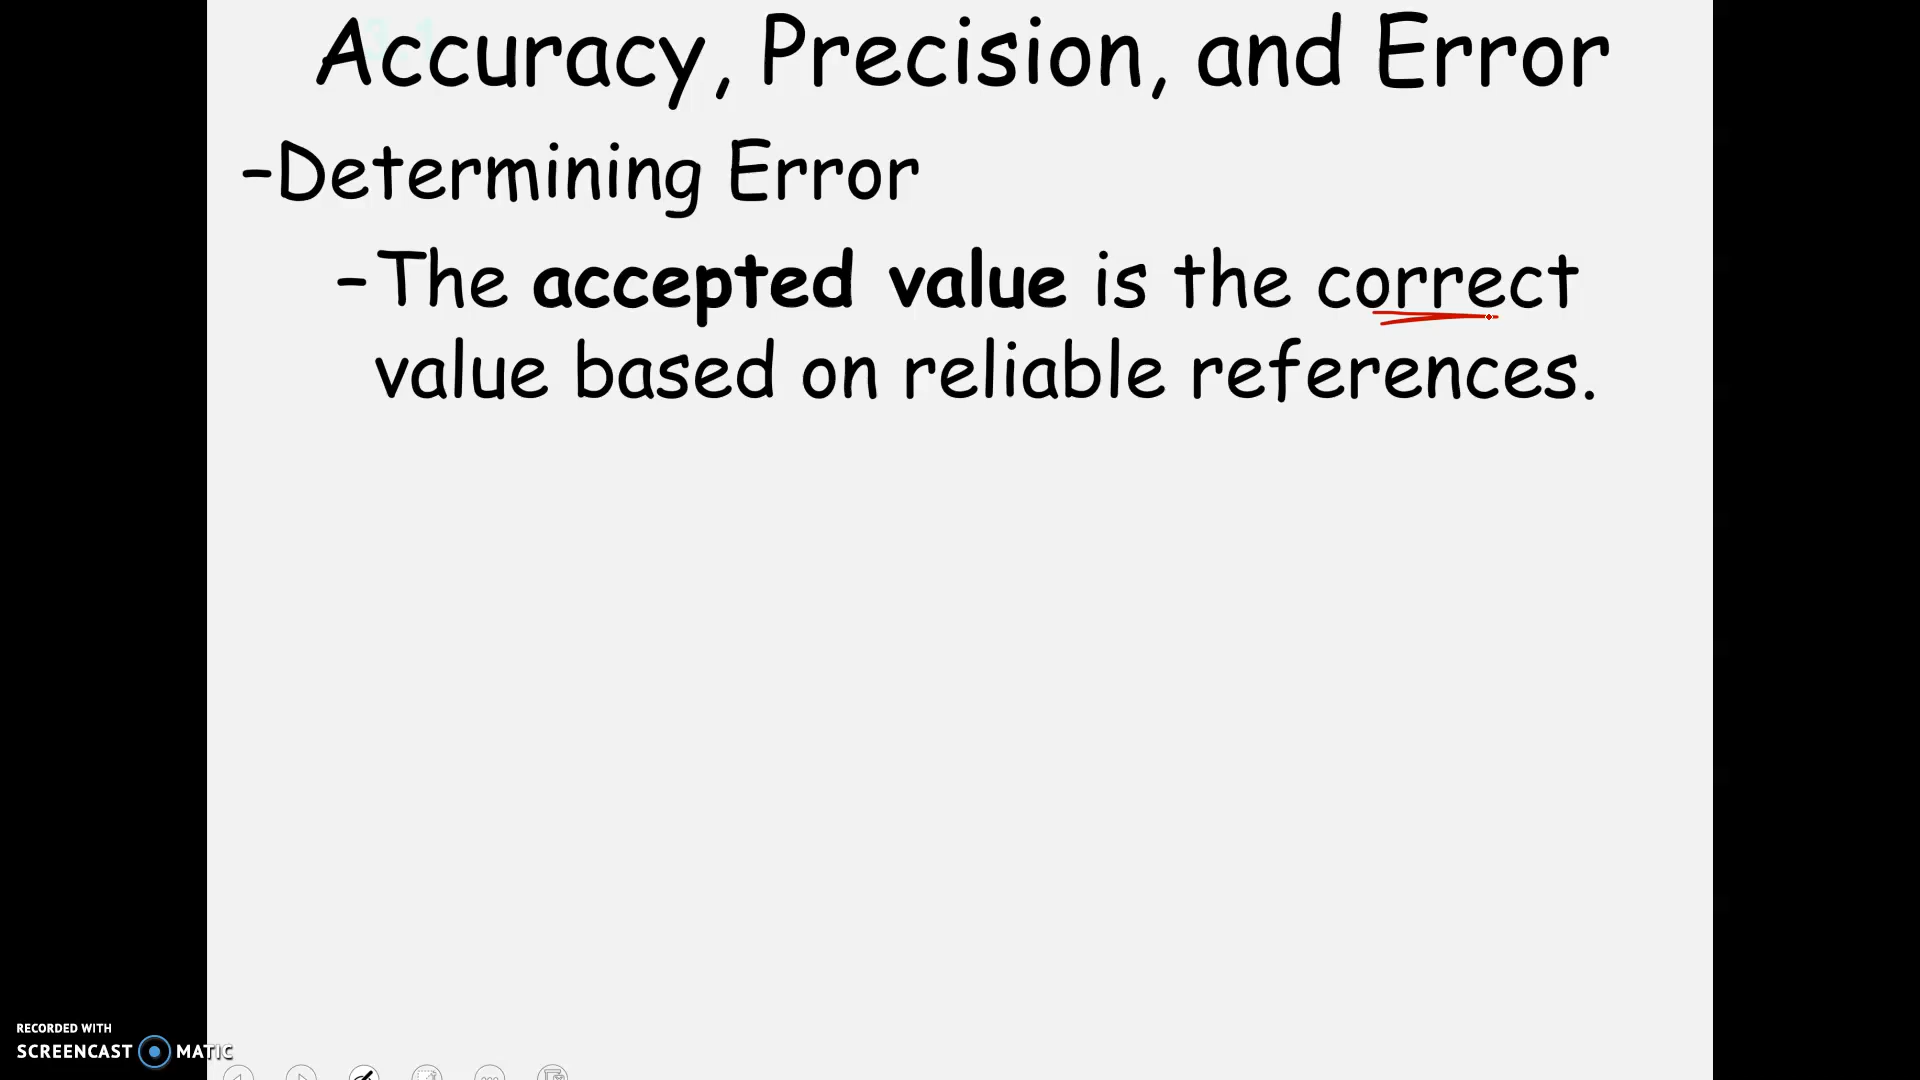 Accuracy, Precision, and Error
–Determining Error
–The accepted value is the correct
value based on reliable references.
RECORDED WITH
SCREENCAST MATIC